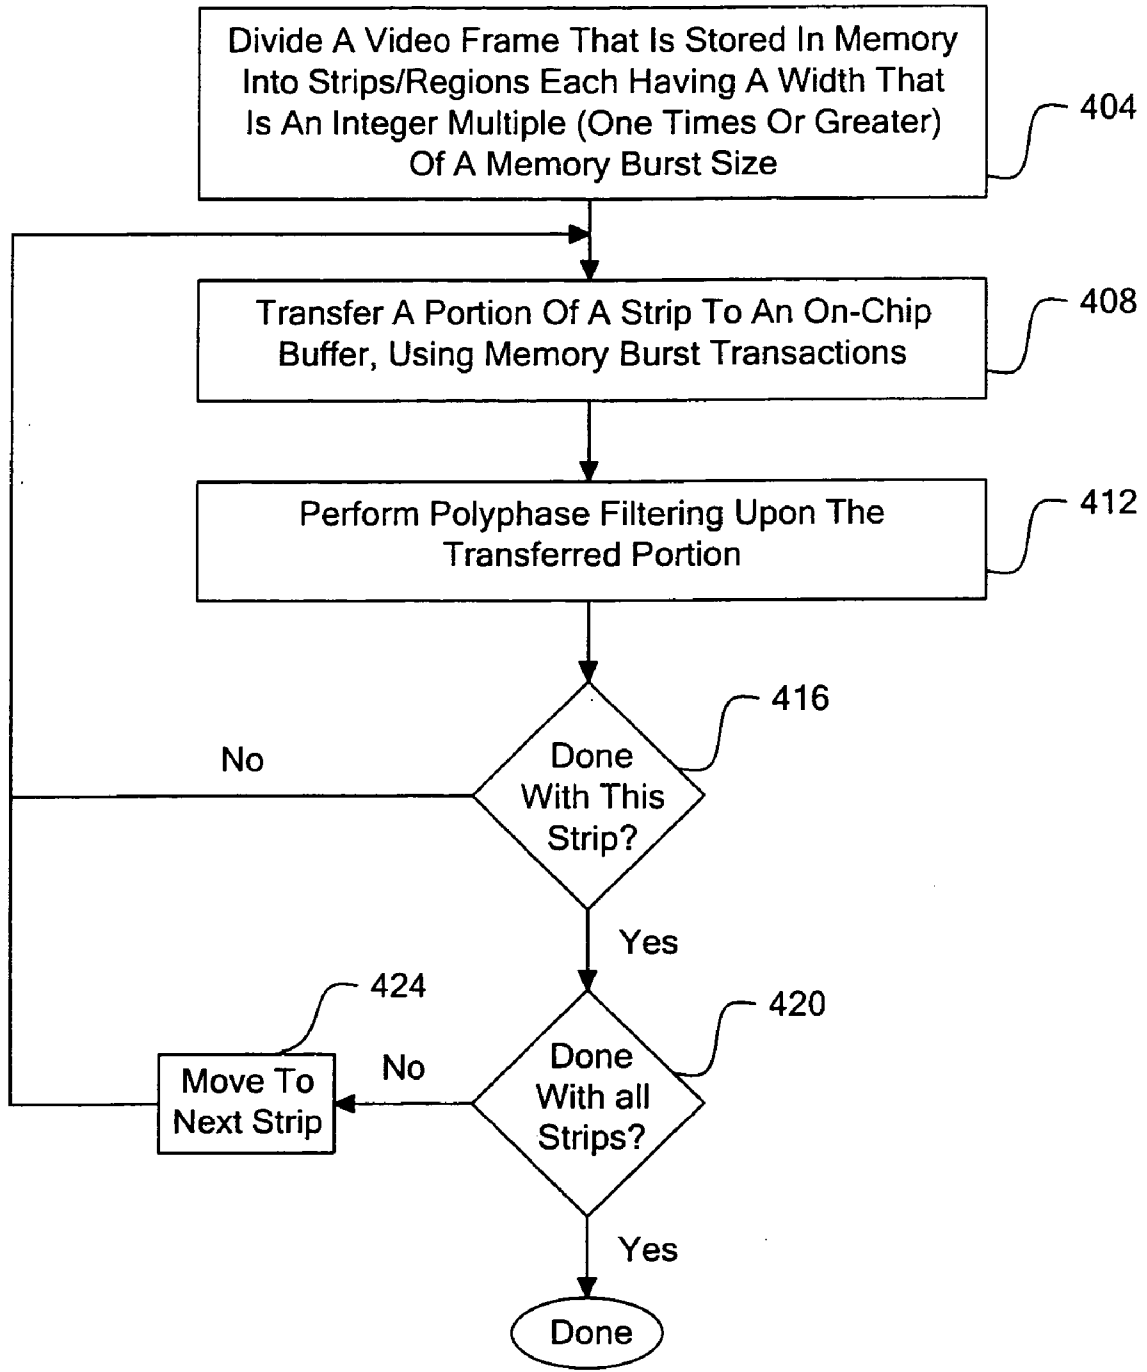 Divide A Video Frame That Is Stored In Memory
Into Strips/Regions Each Having A Width That
Is An Integer Multiple (One Times Or Greater)
Of A Memory Burst Size
404
Transfer A Portion Of A Strip To An On-Chip
Buffer, Using Memory Burst Transactions
408
Perform Polyphase Filtering Upon The
Transferred Portion
412
416
Done
With This
Strip?
No
Yes
424
420
Done
With all
Strips?
No
Move To
Next Strip
Yes
Done